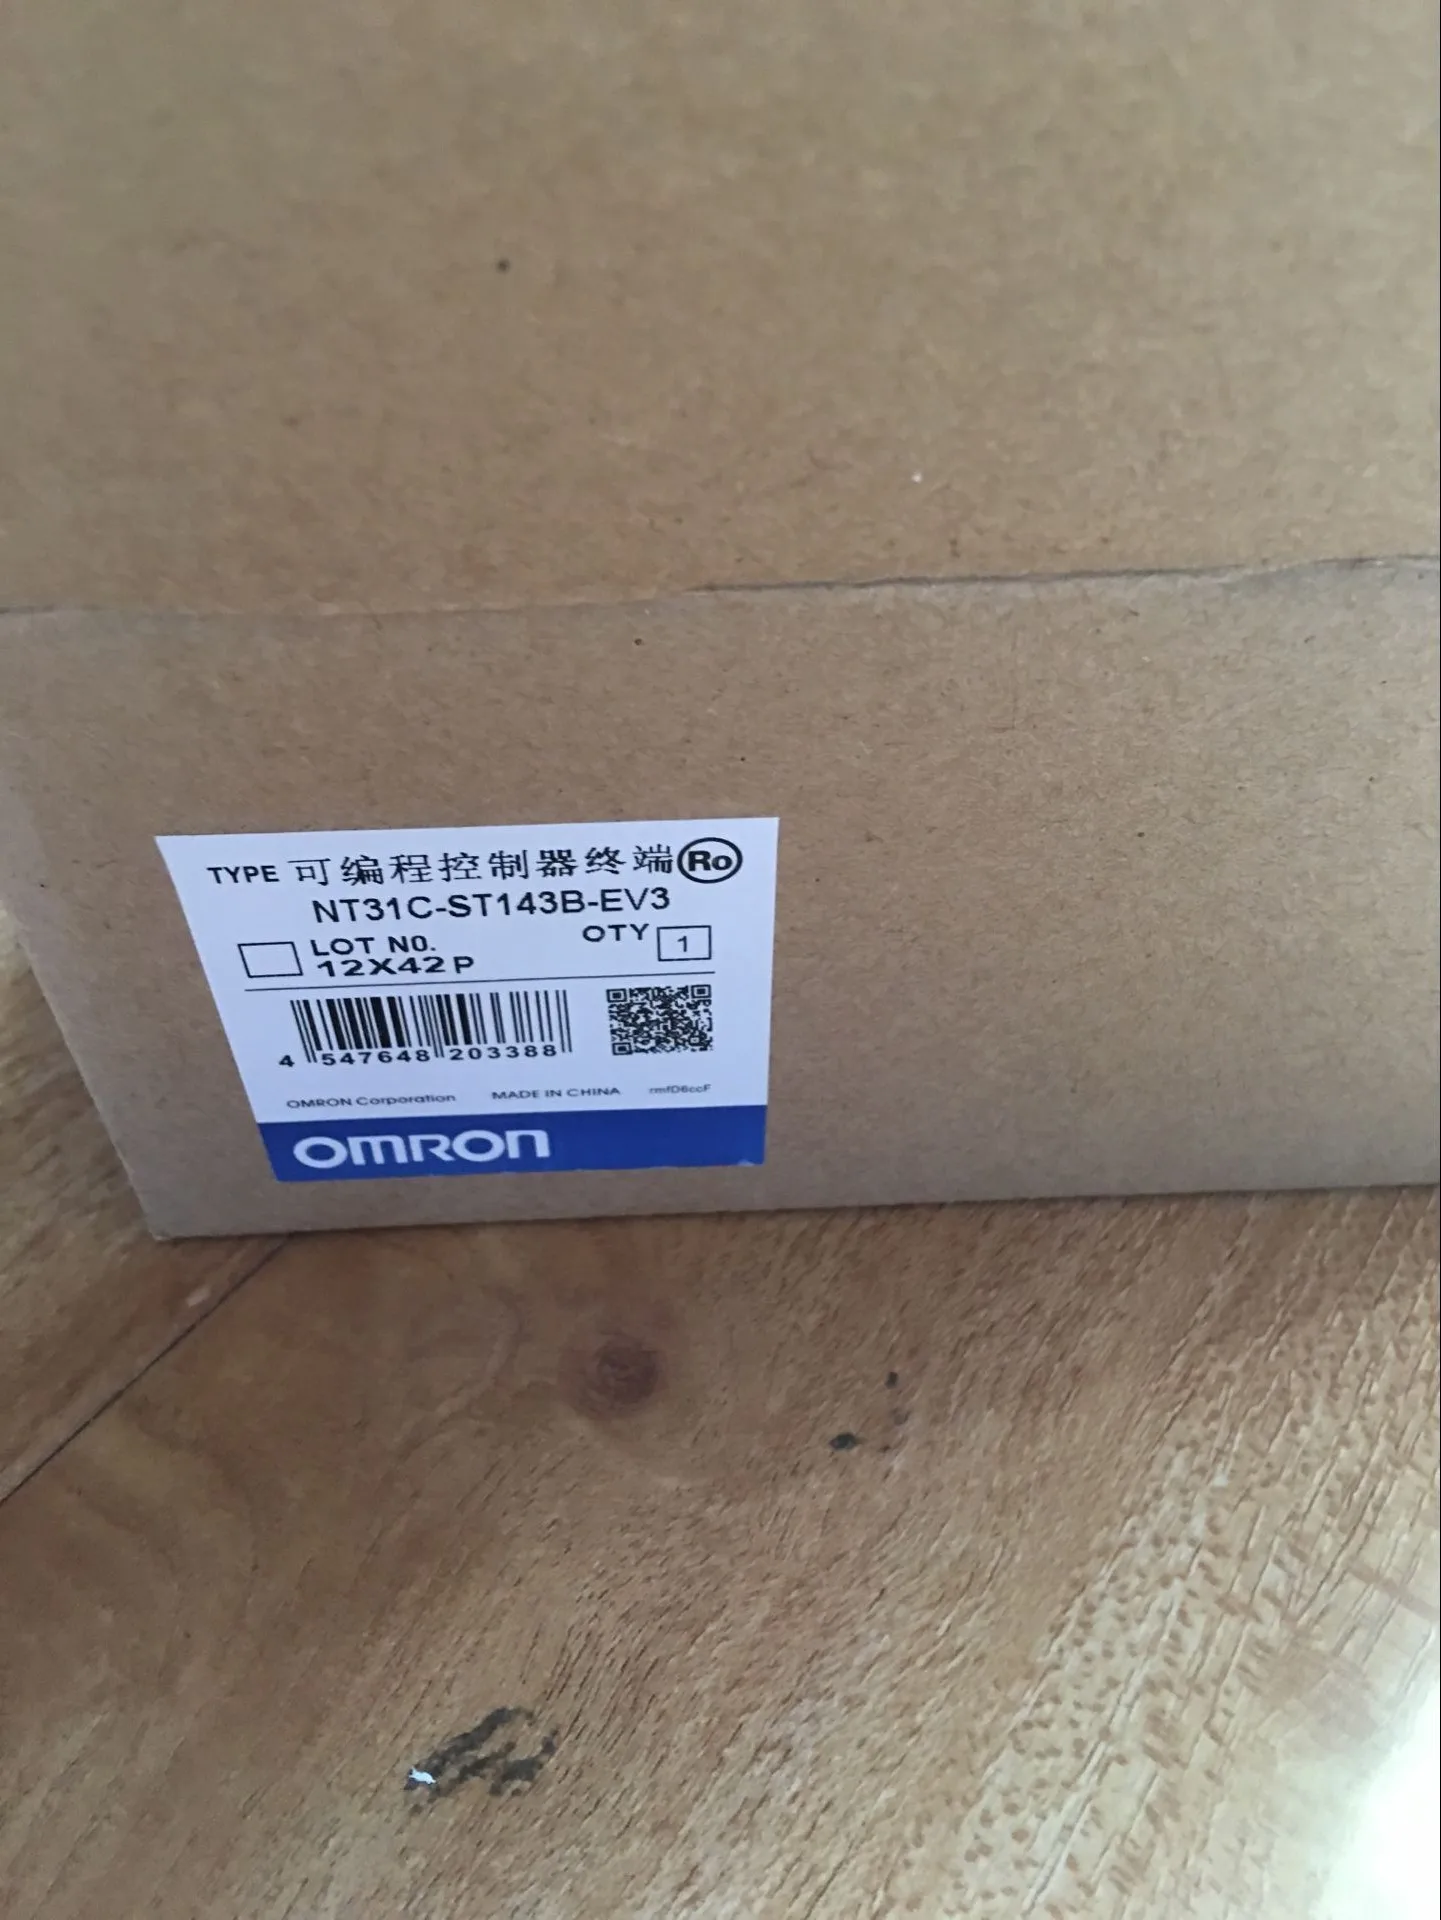 TYPE 可编程控制器终端 Ro
NT31C-ST143B-EV3
LOT NO. QTY 1
12X42P
4 547648 203388
OMRON Corporation MADE IN CHINA rmfD6ccF
OMRON